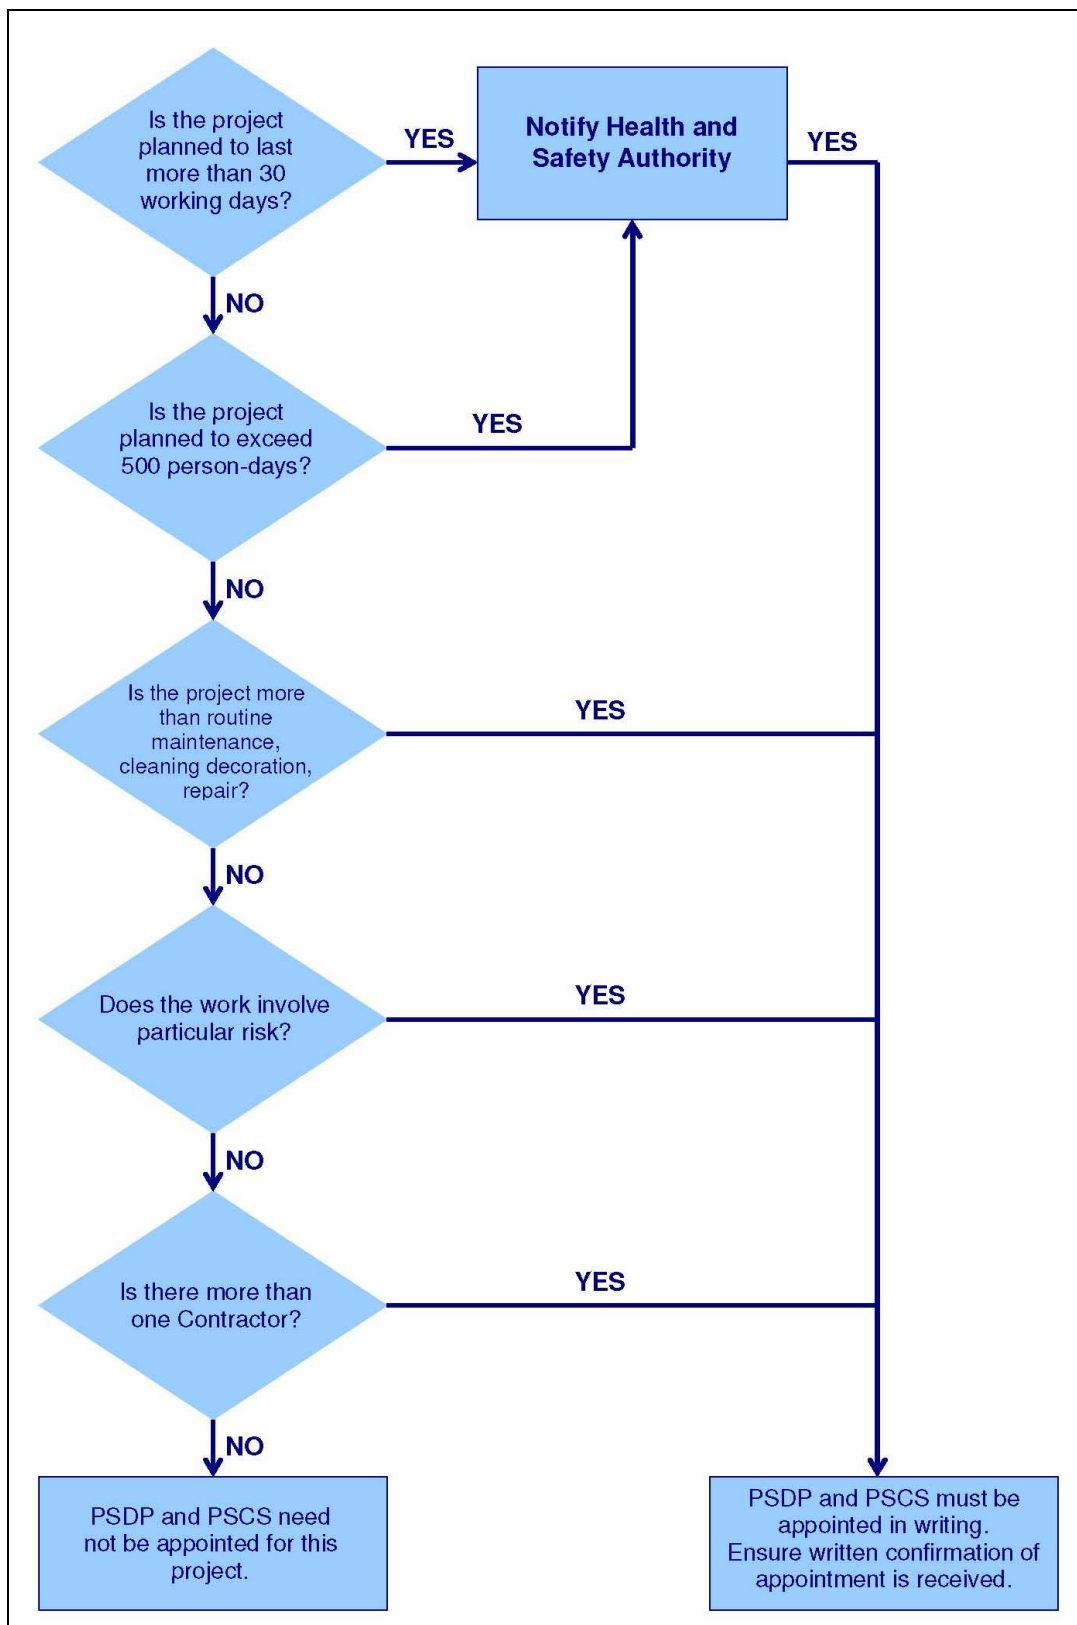 Is the project
planned to last
more than 30
working days?
YES
Notify Health and
Safety Authority
YES
NO
Is the project
planned to exceed
500 person-days?
YES
NO
Is the project more
than routine
maintenance,
cleaning decoration,
repair?
YES
NO
Does the work involve
particular risk?
YES
NO
Is there more than
one Contractor?
YES
NO
PSDP and PSCS need
not be appointed for this
project.
PSDP and PSCS must be
appointed in writing.
Ensure written confirmation of
appointment is received.